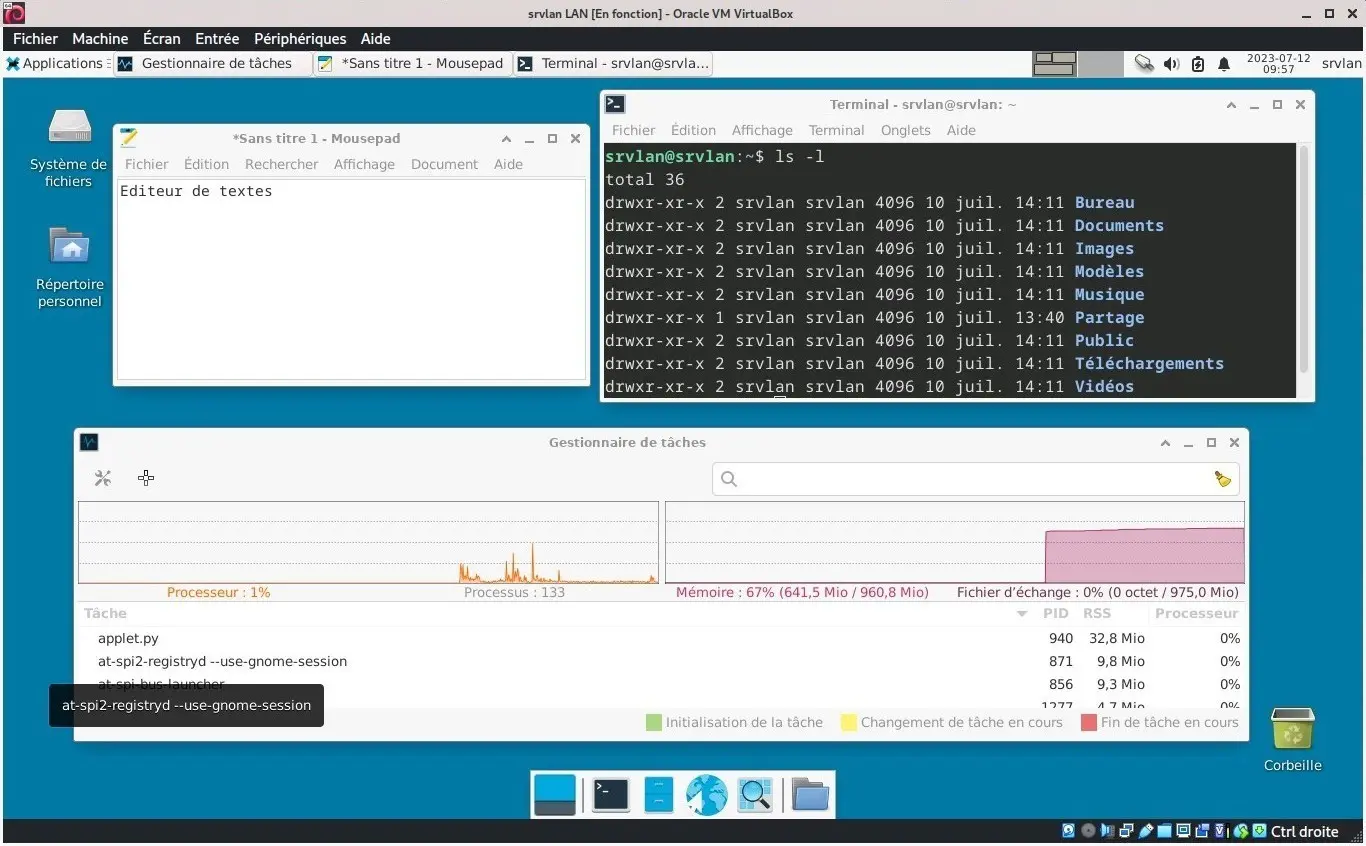 srvlan LAN [En fonction] - Oracle VM VirtualBox
Fichier Machine Écran Entrée Périphériques Aide
Applications Gestionnaire de tâches *Sans titre 1 - Mousepad Terminal - srvlan@srvla... 2023-07-12 srvlan
09:57
Système de
fichiers
Répertoire
personnel
*Sans titre 1 - Mousepad
Fichier Édition Rechercher Affichage Document Aide
Editeur de textes
Terminal - srvlan@srvlan: ~
Fichier Édition Affichage Terminal Onglets Aide
srvlan@srvlan:~$ ls -l
total 36
drwxr-xr-x 2 srvlan srvlan 4096 10 juil. 14:11 Bureau
drwxr-xr-x 2 srvlan srvlan 4096 10 juil. 14:11 Documents
drwxr-xr-x 2 srvlan srvlan 4096 10 juil. 14:11 Images
drwxr-xr-x 2 srvlan srvlan 4096 10 juil. 14:11 Modèles
drwxr-xr-x 2 srvlan srvlan 4096 10 juil. 14:11 Musique
drwxr-xr-x 1 srvlan srvlan 4096 10 juil. 13:40 Partage
drwxr-xr-x 2 srvlan srvlan 4096 10 juil. 14:11 Public
drwxr-xr-x 2 srvlan srvlan 4096 10 juil. 14:11 Téléchargements
drwxr-xr-x 2 srvlan srvlan 4096 10 juil. 14:11 Vidéos
Gestionnaire de tâches
Processeur : 1% Processus : 133 Mémoire : 67% (641,5 Mio / 960,8 Mio) Fichier d’échange : 0% (0 octet / 975,0 Mio)
Tâche PID RSS Processeur
applet.py 940 32,8 Mio 0%
at-spi2-registryd --use-gnome-session 871 9,8 Mio 0%
at-spi-bus-launcher 856 9,3 Mio 0%
1277 4,7 Mio 0%
at-spi2-registryd --use-gnome-session
Initialisation de la tâche Changement de tâche en cours Fin de tâche en cours
Corbeille
Ctrl droite